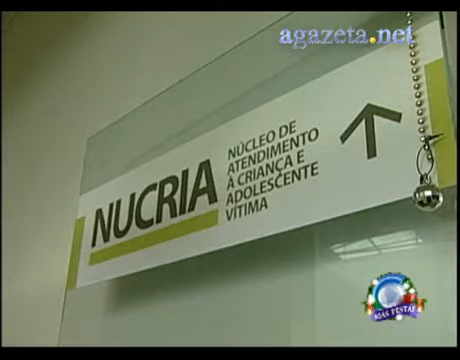 agazeta.net
NUCRIA
NÚCLEO DE
ATENDIMENTO
À CRIANÇA E
ADOLESCENTE
VÍTIMA
BOAS FESTAS